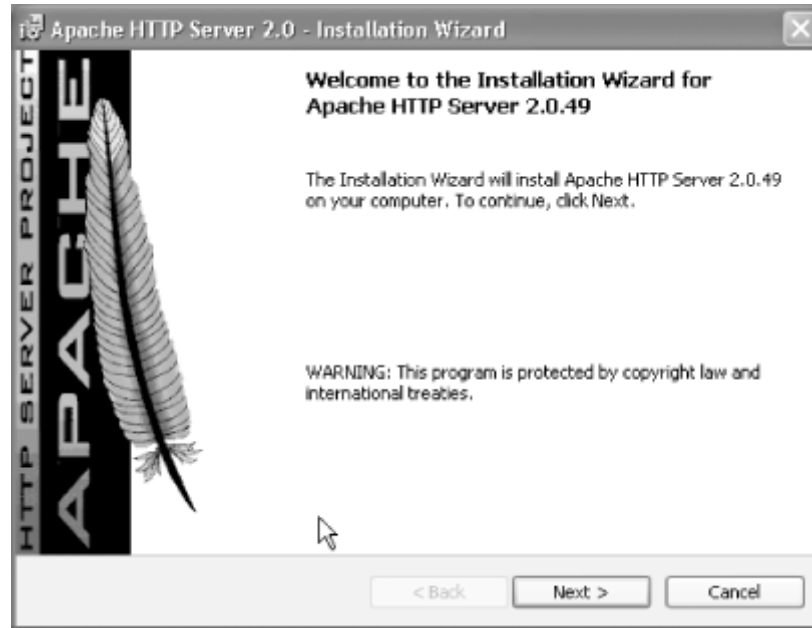 Apache HTTP Server 2.0 - Installation Wizard
HTTP SERVER PROJECT
APACHE
Welcome to the Installation Wizard for
Apache HTTP Server 2.0.49
The Installation Wizard will install Apache HTTP Server 2.0.49
on your computer. To continue, click Next.
WARNING: This program is protected by copyright law and
international treaties.
< Back
Next >
Cancel